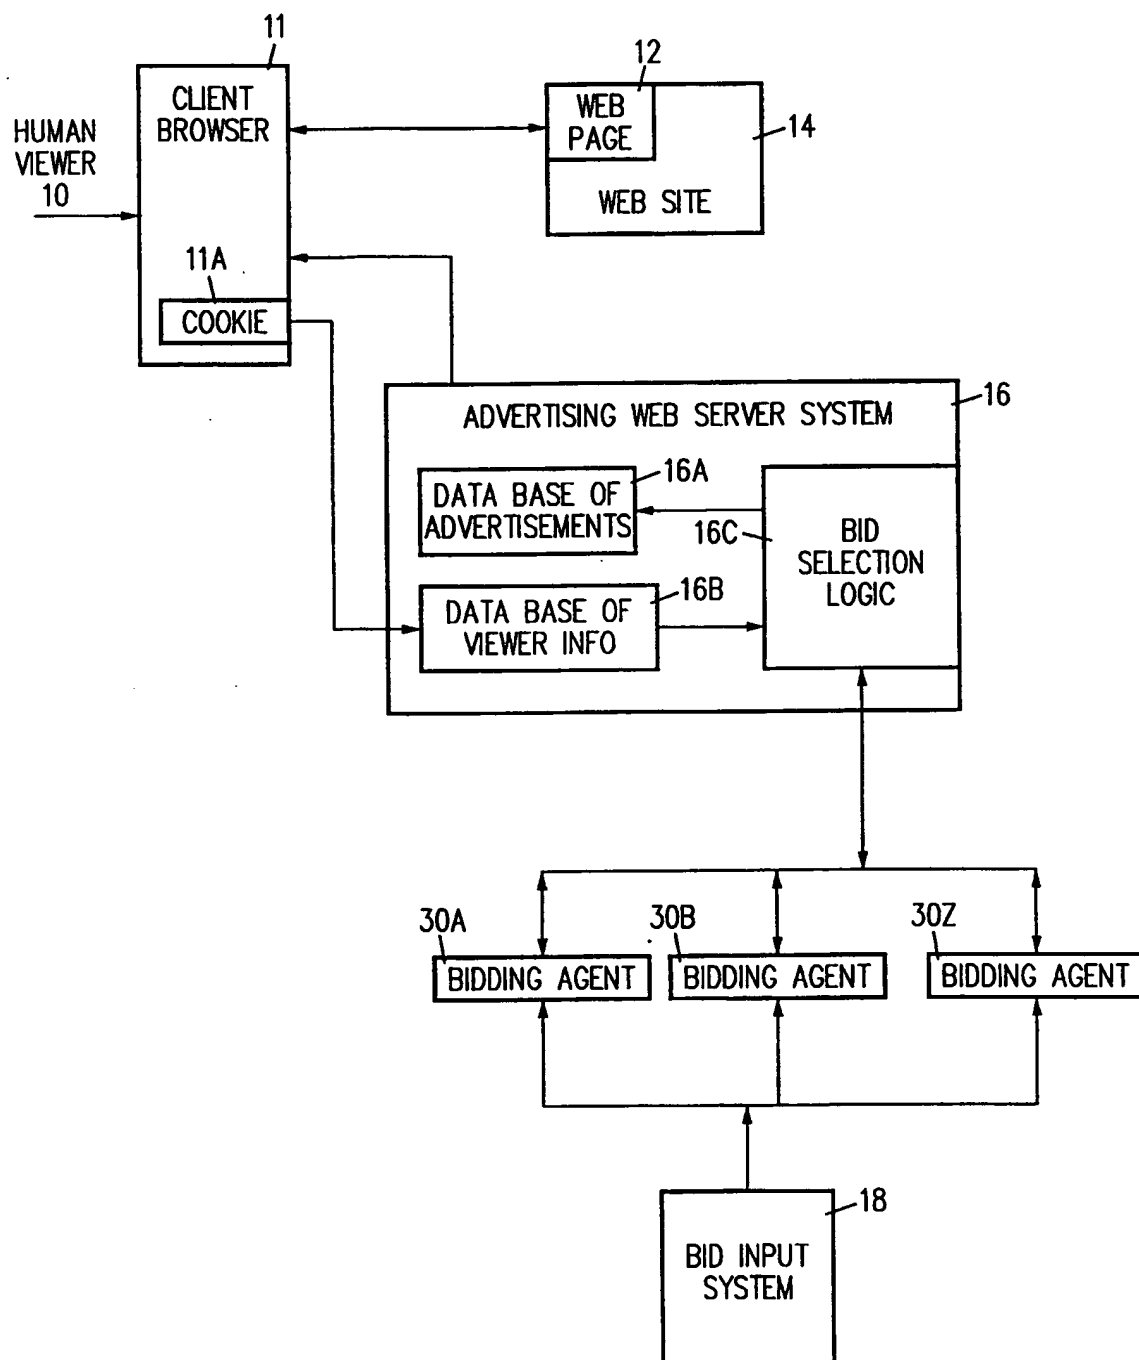 11
CLIENT
BROWSER
HUMAN
VIEWER
10
11A
COOKIE
12
WEB
PAGE
14
WEB SITE
16
ADVERTISING WEB SERVER SYSTEM
16A
DATA BASE OF
ADVERTISEMENTS
16C
BID
SELECTION
LOGIC
16B
DATA BASE OF
VIEWER INFO
30A
BIDDING AGENT
30B
BIDDING AGENT
30Z
BIDDING AGENT
18
BID INPUT
SYSTEM